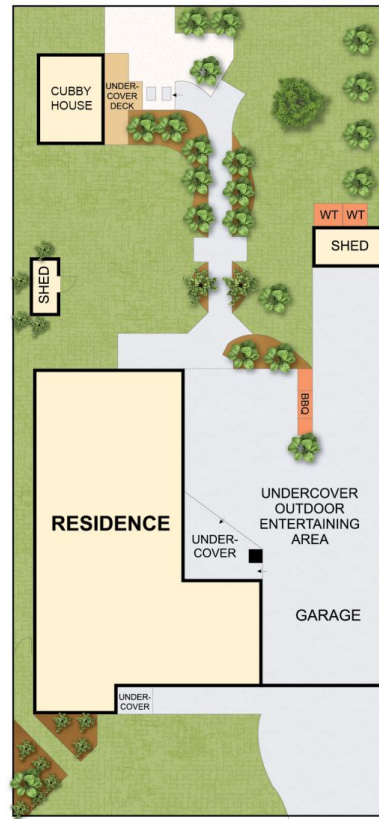 CUBBY
HOUSE
UNDER-
COVER
DECK
WT WT
SHED
SHED
BBQ
RESIDENCE
UNDERCOVER
OUTDOOR
ENTERTAINING
AREA
UNDER-
COVER
GARAGE
UNDER-
COVER